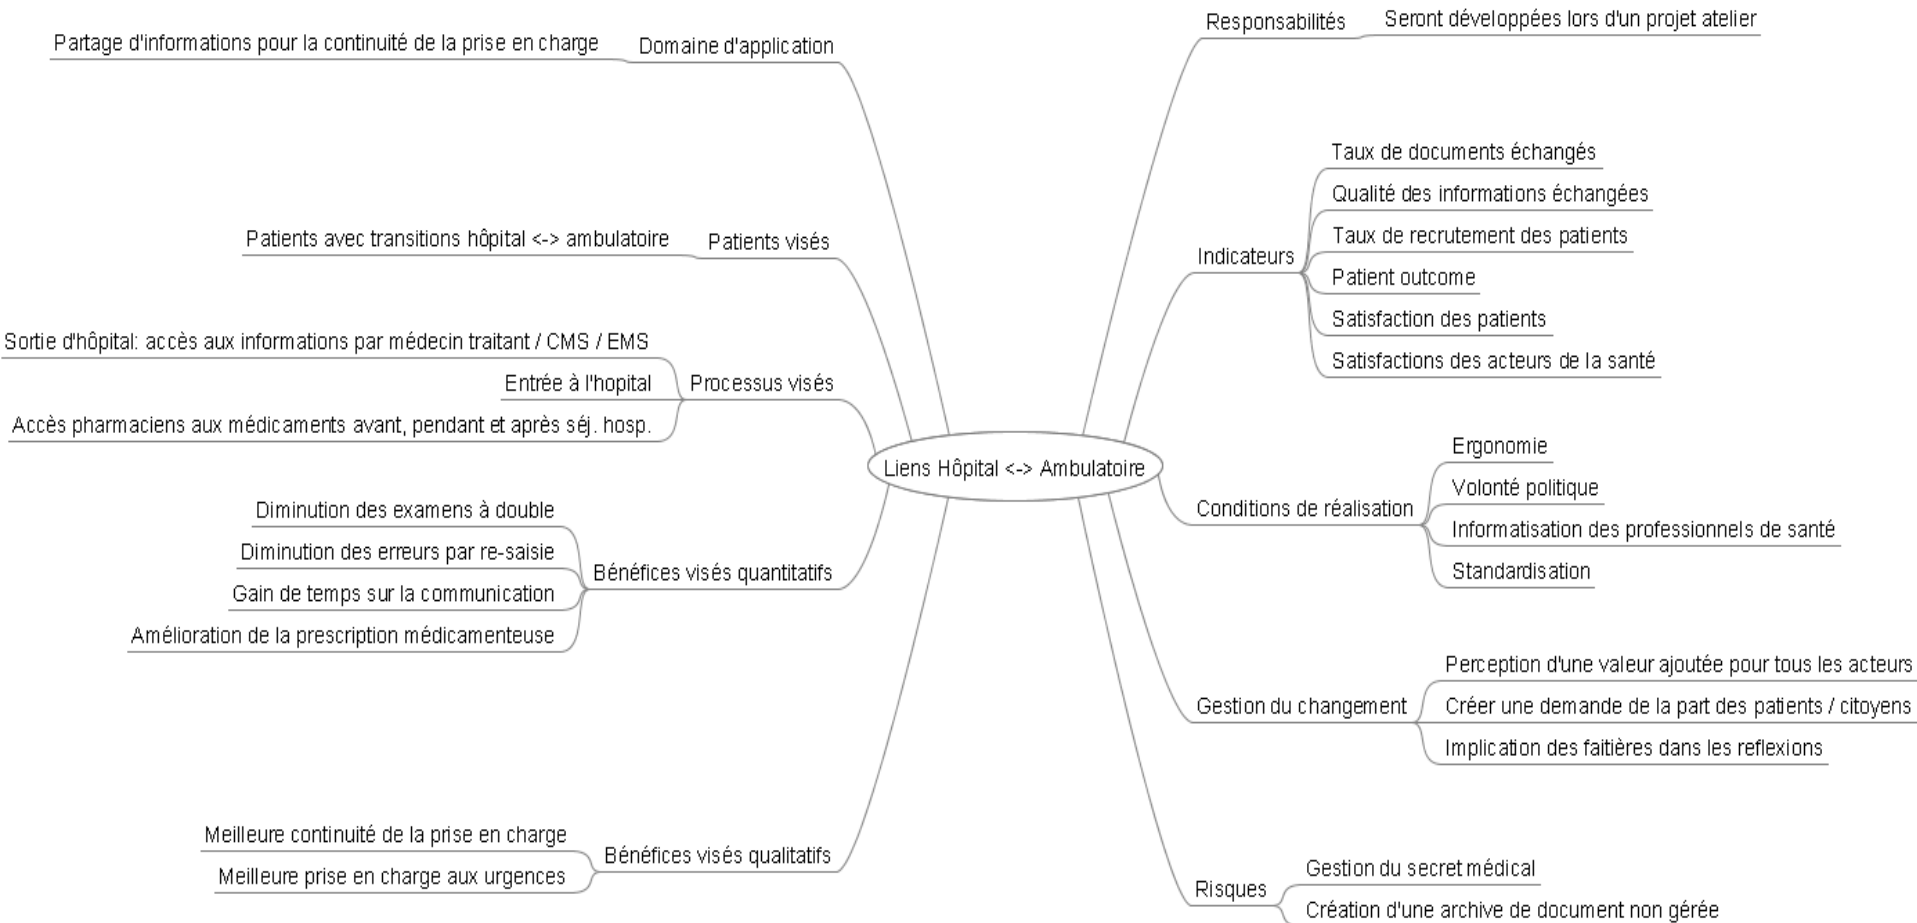 Partage d'informations pour la continuité de la prise en charge
Domaine d'application
Patients avec transitions hôpital <-> ambulatoire
Patients visés
Sortie d'hôpital: accès aux informations par médecin traitant / CMS / EMS
Entrée à l'hopital
Accès pharmaciens aux médicaments avant, pendant et après séj. hosp.
Processus visés
Diminution des examens à double
Diminution des erreurs par re-saisie
Gain de temps sur la communication
Amélioration de la prescription médicamenteuse
Bénéfices visés quantitatifs
Meilleure continuité de la prise en charge
Meilleure prise en charge aux urgences
Bénéfices visés qualitatifs
Liens Hôpital <-> Ambulatoire
Responsabilités
Seront développées lors d'un projet atelier
Indicateurs
Taux de documents échangés
Qualité des informations échangées
Taux de recrutement des patients
Patient outcome
Satisfaction des patients
Satisfactions des acteurs de la santé
Conditions de réalisation
Ergonomie
Volonté politique
Informatisation des professionnels de santé
Standardisation
Gestion du changement
Perception d'une valeur ajoutée pour tous les acteurs
Créer une demande de la part des patients / citoyens
Implication des faitières dans les reflexions
Risques
Gestion du secret médical
Création d'une archive de document non gérée